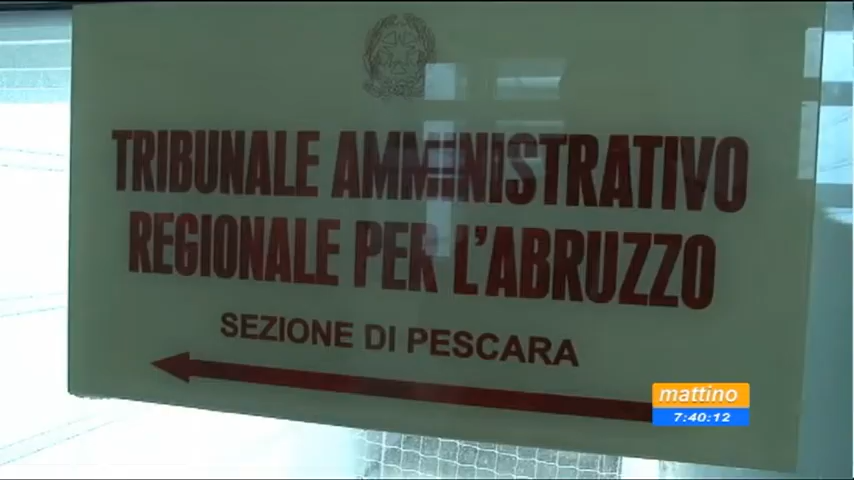 TRIBUNALE AMMINISTRATIVO
REGIONALE PER L'ABRUZZO
SEZIONE DI PESCARA
mattino
7:40:12